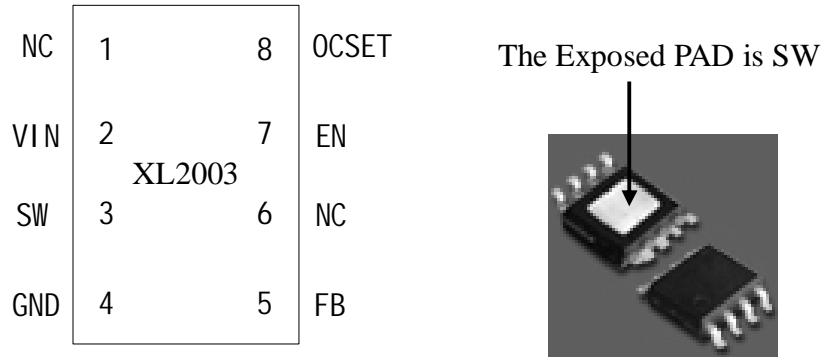 NC 1 8 OCSET
The Exposed PAD is SW
VIN 2 7 EN
XL2003
SW 3 6 NC
GND 4 5 FB